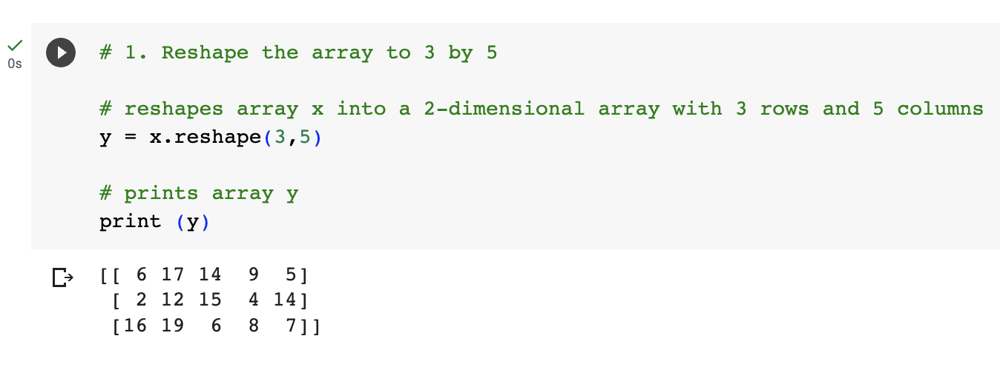 0s
# 1. Reshape the array to 3 by 5
# reshapes array x into a 2-dimensional array with 3 rows and 5 columns
y = x.reshape(3,5)
# prints array y
print (y)
[[ 6 17 14  9  5]
 [ 2 12 15  4 14]
 [16 19  6  8  7]]